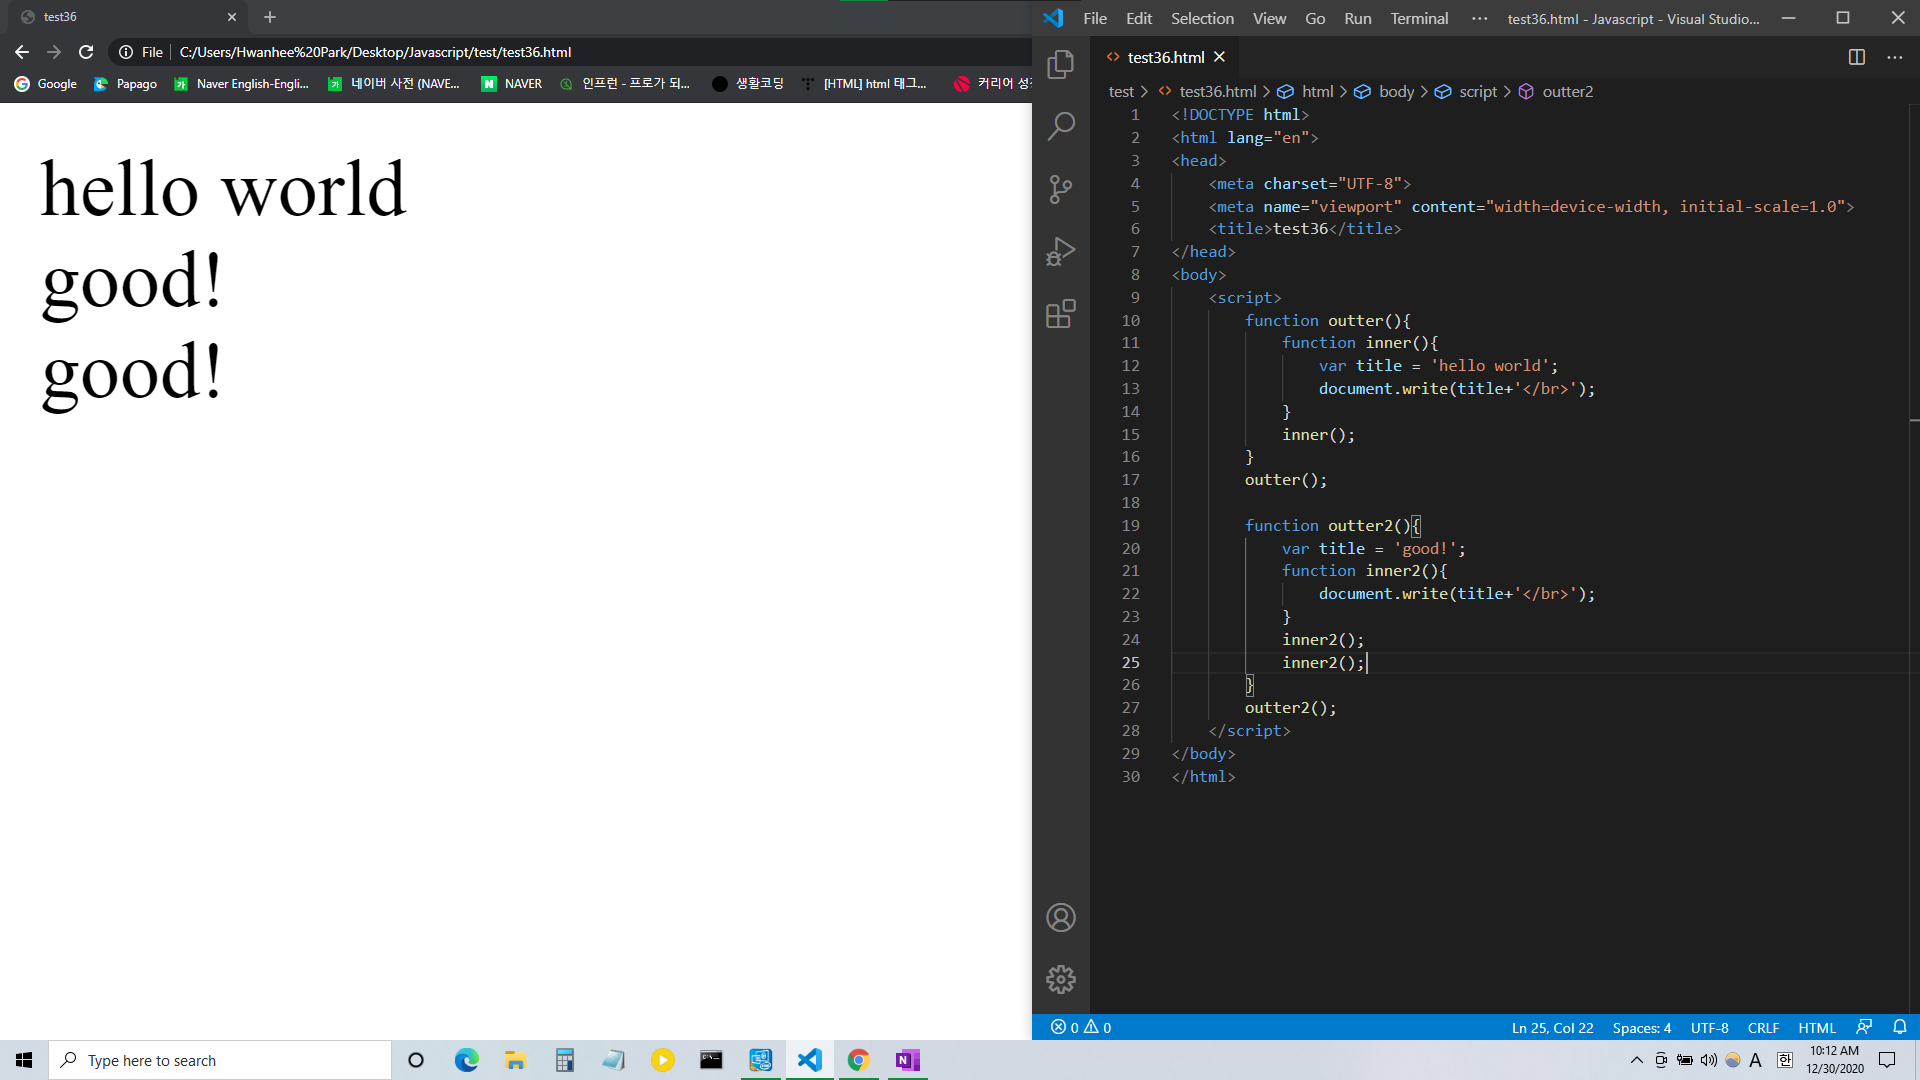 test36
File C:/Users/Hwanhee%20Park/Desktop/Javascript/test/test36.html
Google Papago Naver English-Engli... 네이버 사전 (NAVE... NAVER 인프런 - 프로가 되... 생활코딩 [HTML] html 태그... 커리어 성
hello world
good!
good!
File Edit Selection View Go Run Terminal ··· test36.html - Javascript - Visual Studio...
test36.html
test > test36.html > html > body > script > outter2
1 <!DOCTYPE html>
2 <html lang="en">
3 <head>
4 <meta charset="UTF-8">
5 <meta name="viewport" content="width=device-width, initial-scale=1.0">
6 <title>test36</title>
7 </head>
8 <body>
9 <script>
10 function outter(){
11 function inner(){
12 var title = 'hello world';
13 document.write(title+'</br>');
14 }
15 inner();
16 }
17 outter();
18
19 function outter2(){
20 var title = 'good!';
21 function inner2(){
22 document.write(title+'</br>');
23 }
24 inner2();
25 inner2();
26 }
27 outter2();
28 </script>
29 </body>
30 </html>
0 0 Ln 25, Col 22 Spaces: 4 UTF-8 CRLF HTML
Type here to search
A 한 10:12 AM
12/30/2020